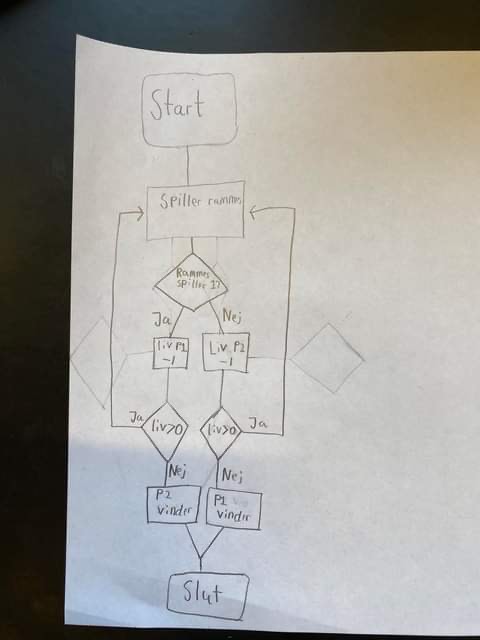 Start
Spiller rammes
Rammes
spiller 1?
Ja
Nej
Liv P1
-1
Liv P2
-1
Ja
liv>0
liv>0
Ja
Nej
Nej
P2
vinder
P1
vinder
Slut